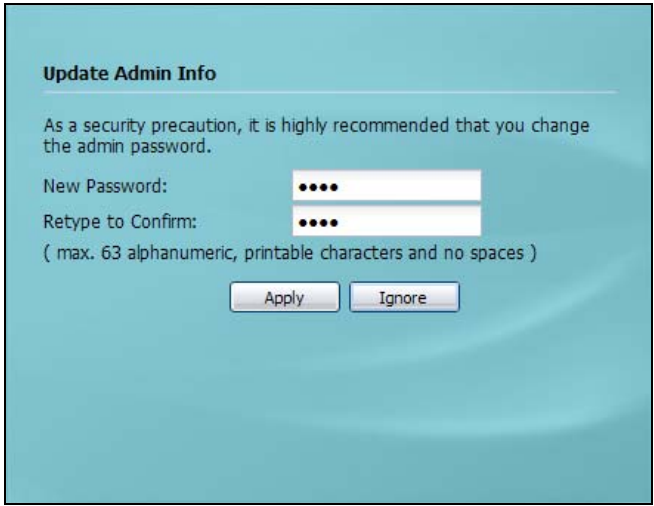 Update Admin Info
As a security precaution, it is highly recommended that you change
the admin password.
New Password: ••••
Retype to Confirm: ••••
( max. 63 alphanumeric, printable characters and no spaces )
Apply Ignore